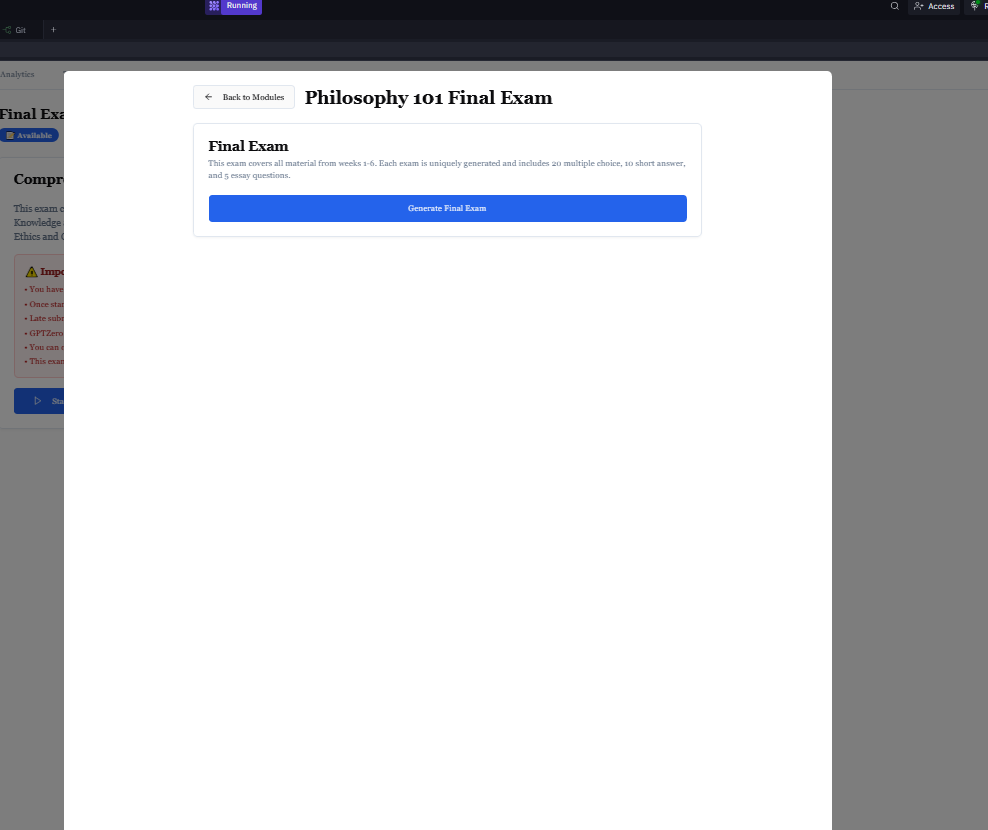 Running
Access
Git
+
Analytics
Final Exa
Available
Compr
This exam c
Knowledge
Ethics and
Impo
• You have
• Once star
• Late subm
• GPTZero
• You can
• This exam
Sta
Back to Modules
Philosophy 101 Final Exam
Final Exam
This exam covers all material from weeks 1-6. Each exam is uniquely generated and includes 20 multiple choice, 10 short answer,
and 5 essay questions.
Generate Final Exam